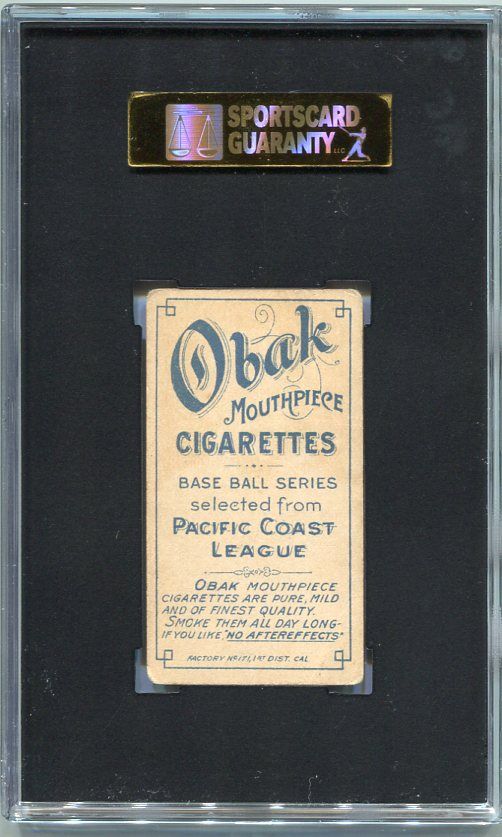 SPORTSCARD
GUARANTY LLC
Obak
MOUTHPIECE
CIGARETTES
BASE BALL SERIES
selected from
PACIFIC COAST
LEAGUE
OBAK MOUTHPIECE
CIGARETTES ARE PURE, MILD
AND OF FINEST QUALITY.
SMOKE THEM ALL DAY LONG-
IF YOU LIKE, "NO AFTEREFFECTS"
FACTORY No 171, 1ST DIST. CAL